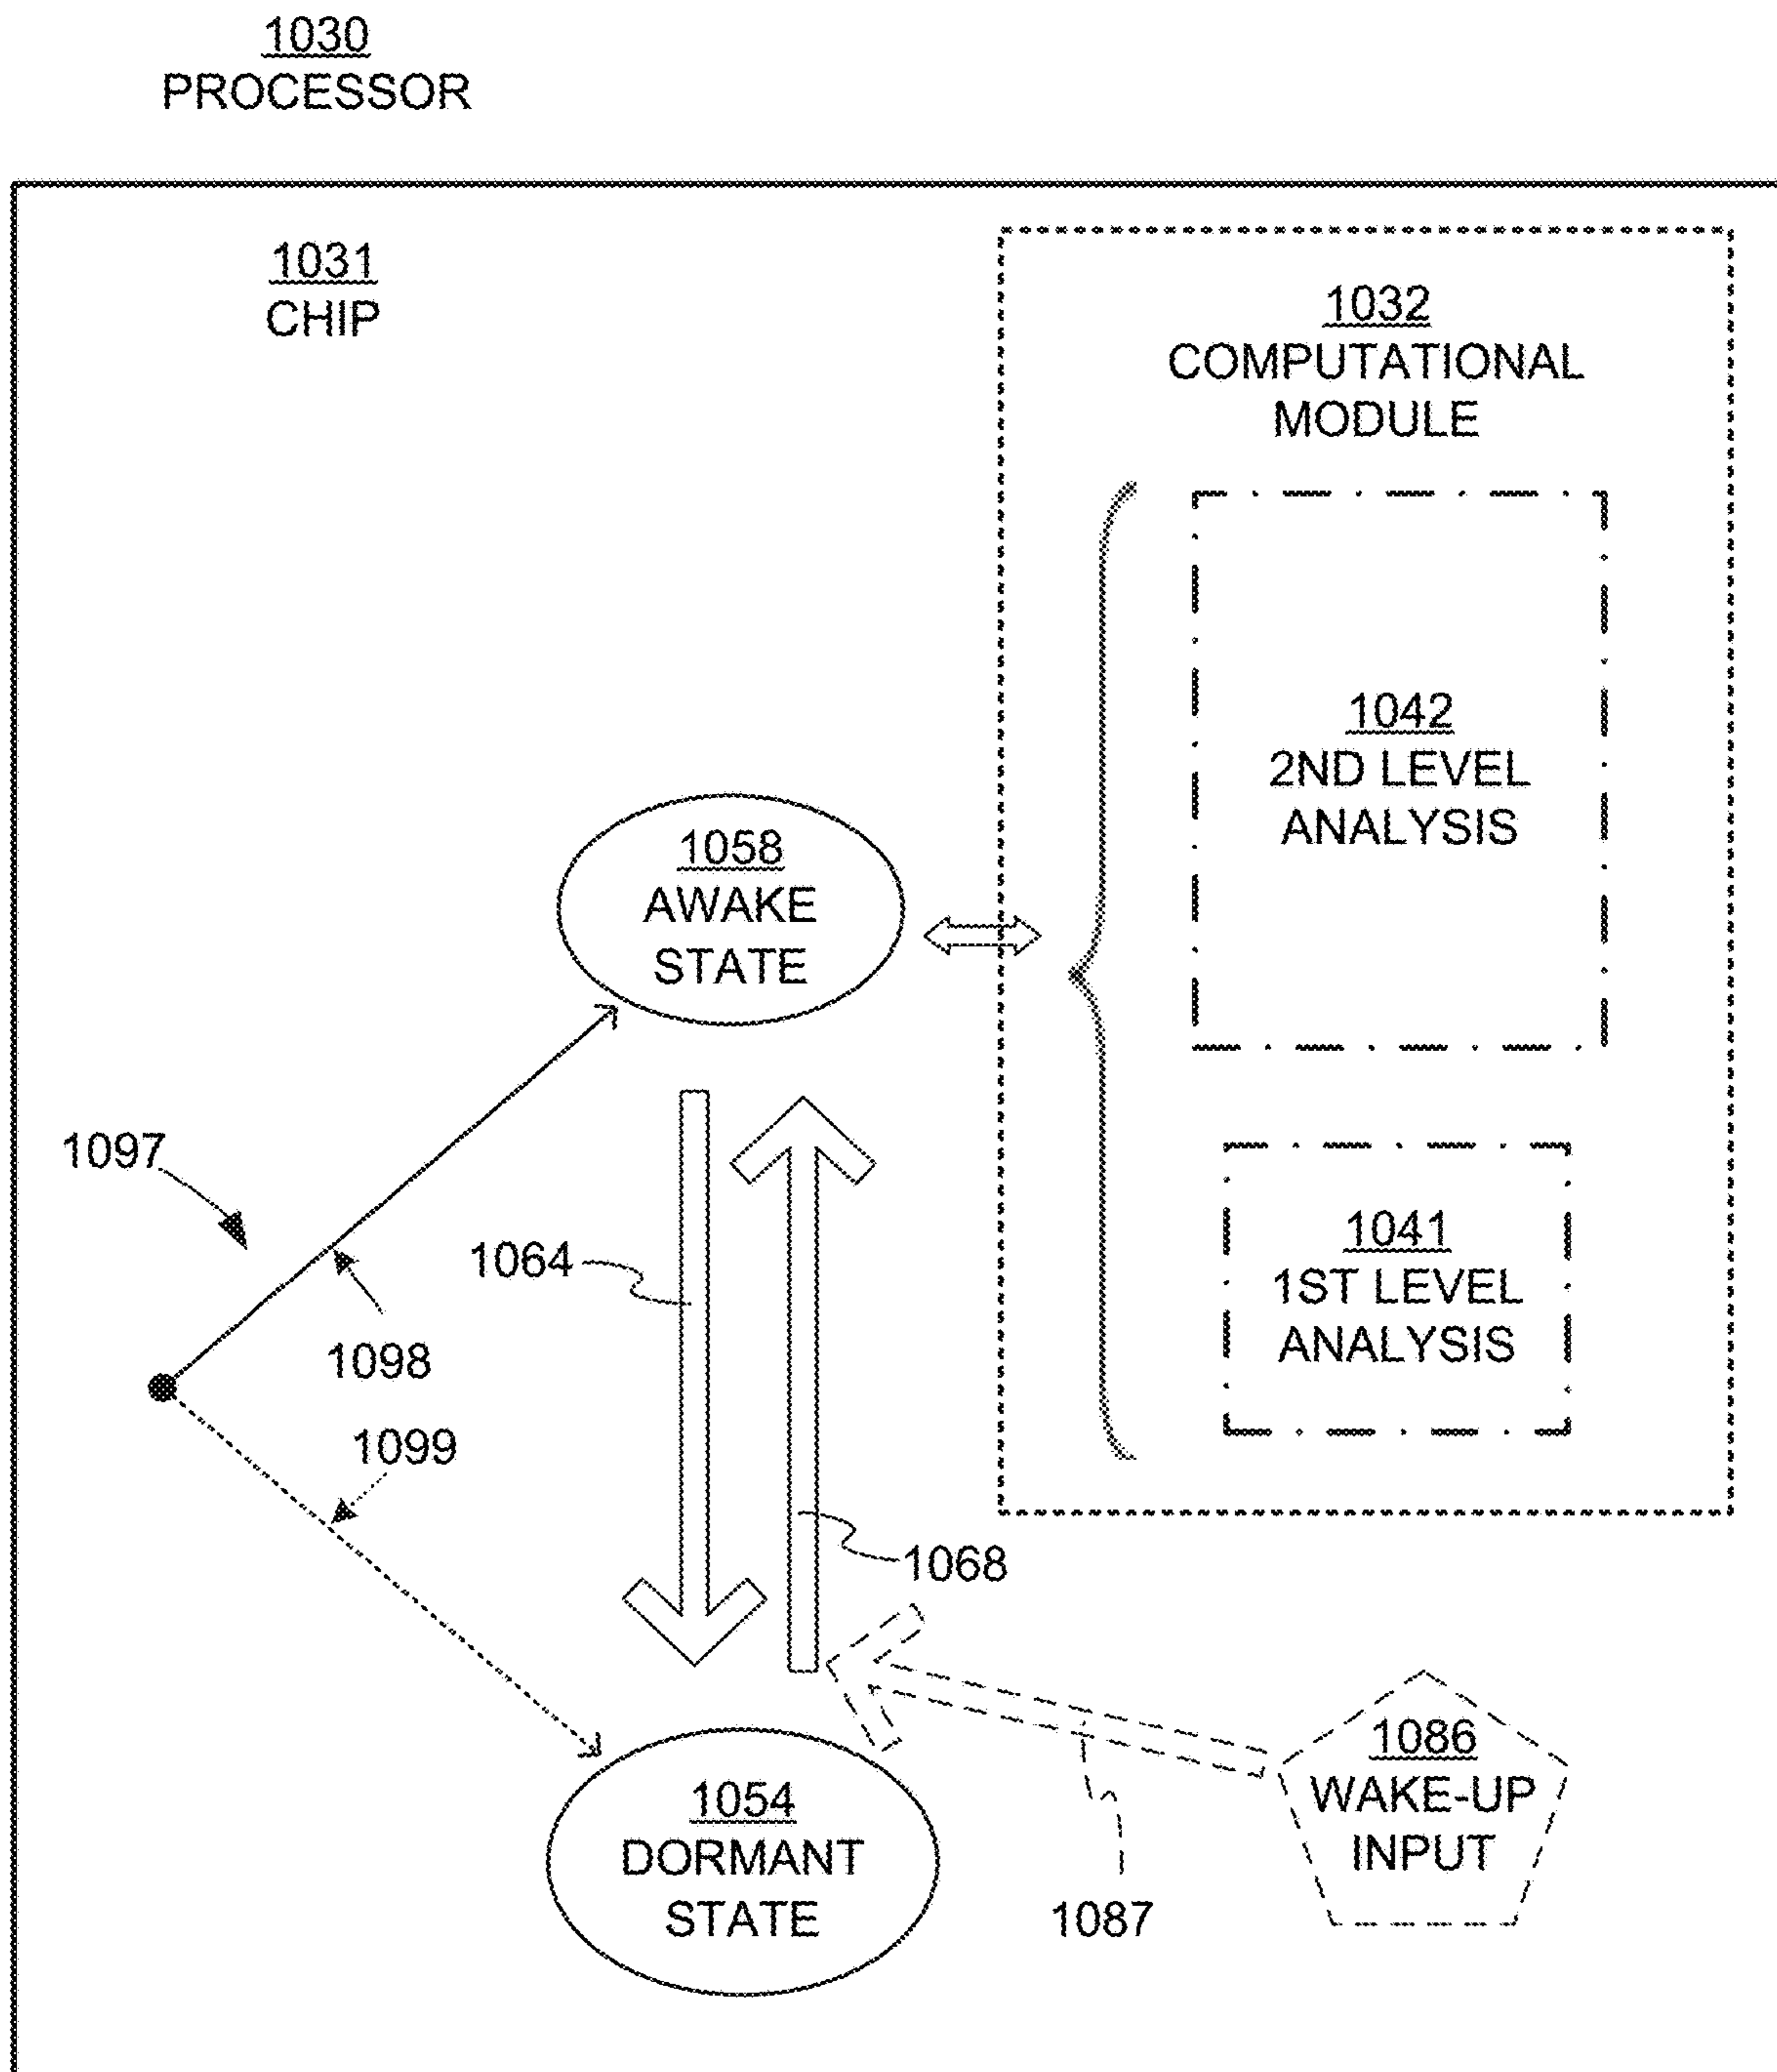 1030
PROCESSOR
1031
CHIP
1032
COMPUTATIONAL
MODULE
1042
2ND LEVEL
ANALYSIS
1058
AWAKE
STATE
1097
1064
1098
1041
1ST LEVEL
ANALYSIS
1099
1068
1086
WAKE-UP
INPUT
1054
DORMANT
STATE
1087